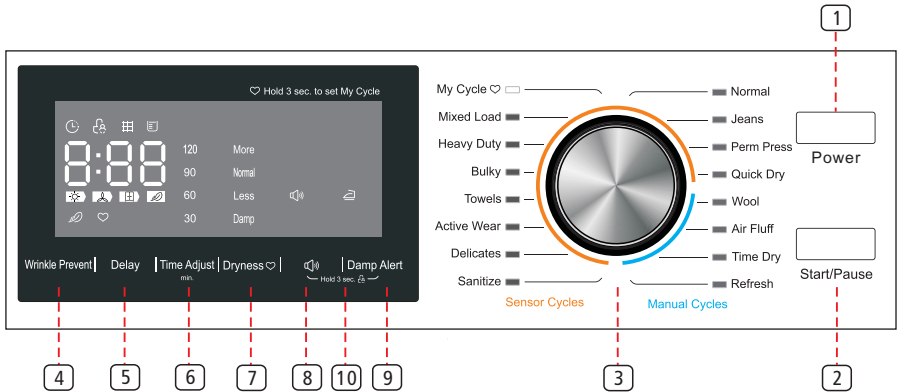 1
♡ Hold 3 sec. to set My Cycle
8:88
120 More
90 Normal
60 Less
30 Damp
Wrinkle Prevent
Delay
Time Adjust
min.
Dryness ♡
Damp Alert
Hold 3 sec.
My Cycle ♡
Mixed Load
Heavy Duty
Bulky
Towels
Active Wear
Delicates
Sanitize
Sensor Cycles
Normal
Jeans
Perm Press
Quick Dry
Wool
Air Fluff
Time Dry
Refresh
Manual Cycles
Power
Start/Pause
4 5 6 7 8 10 9 3 2